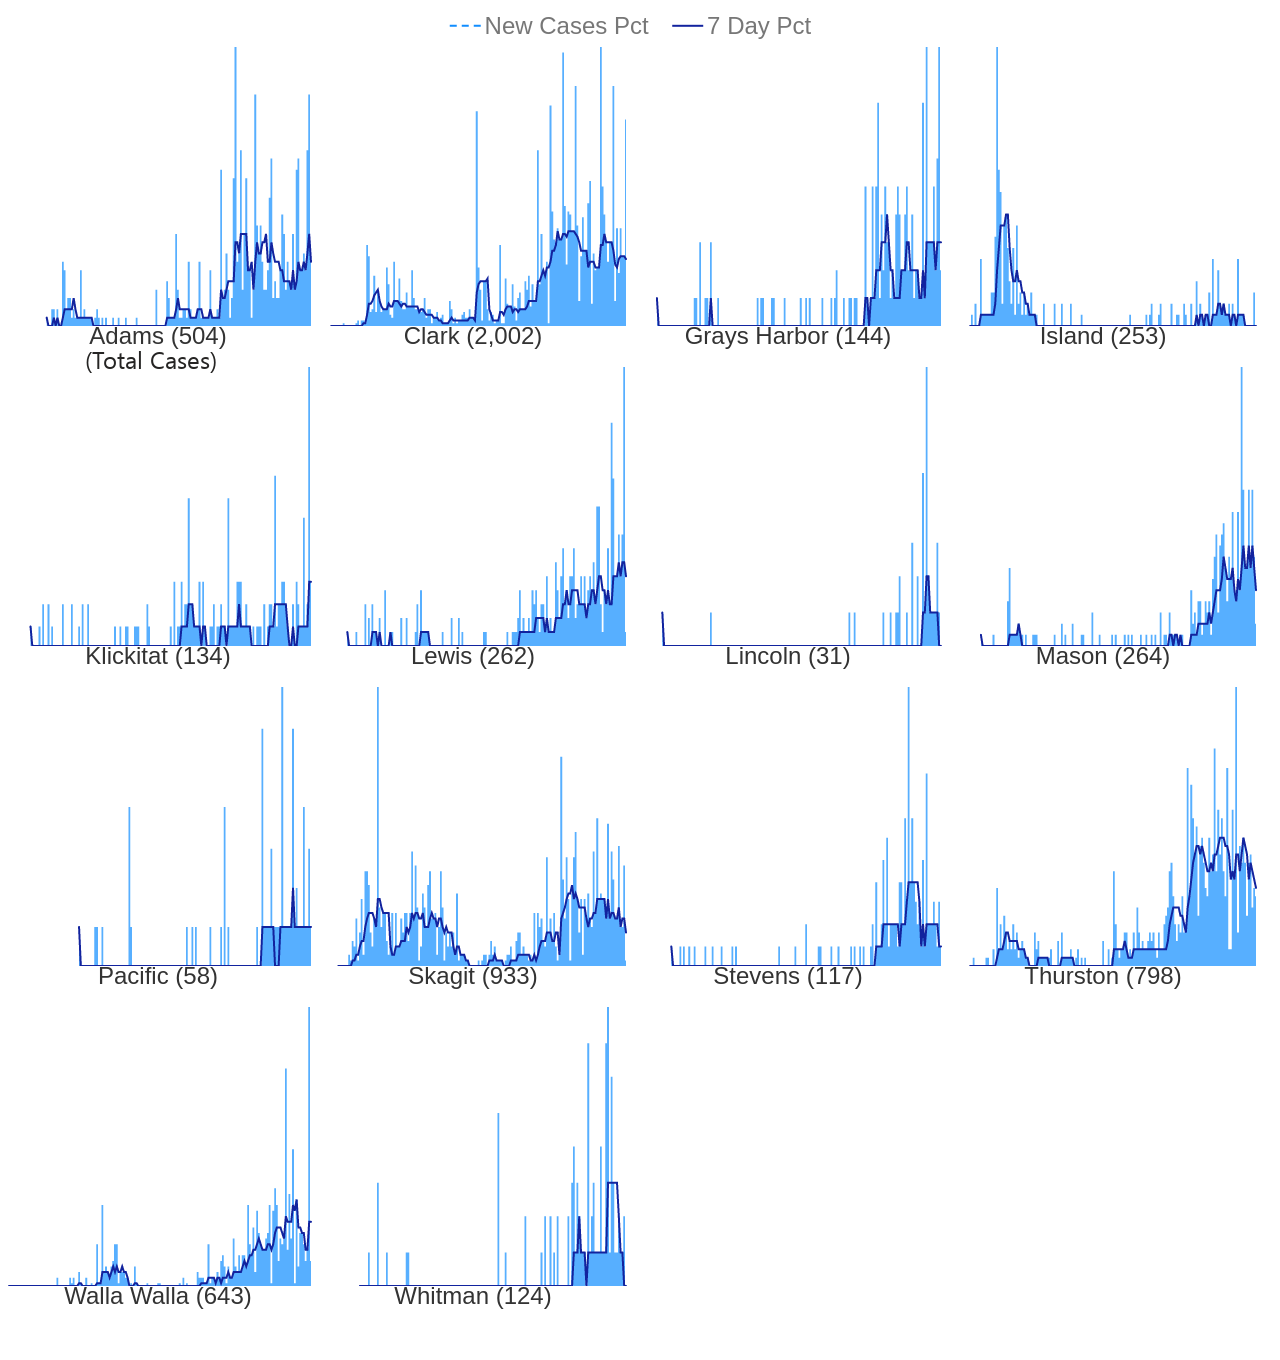 New Cases Pct 7 Day Pct
Adams (504) Clark (2,002) Grays Harbor (144) Island (253)
(Total Cases)
Klickitat (134) Lewis (262) Lincoln (31) Mason (264)
Pacific (58) Skagit (933) Stevens (117) Thurston (798)
Walla Walla (643) Whitman (124)